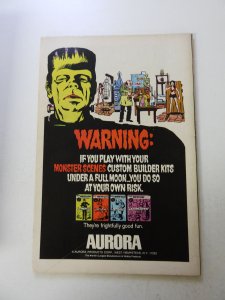 WARNING:
IF YOU PLAY WITH YOUR
MONSTER SCENES CUSTOM BUILDER KITS
UNDER A FULL MOON...YOU DO SO
AT YOUR OWN RISK.
They're frightfully good fun.
AURORA